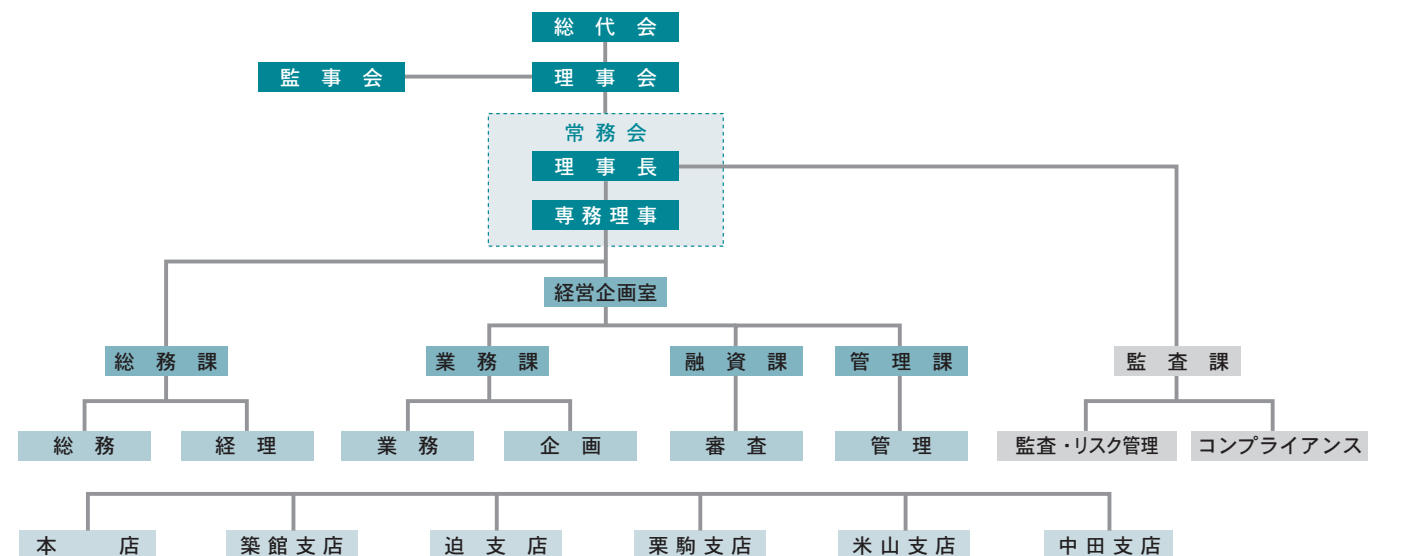 総代会
監事会 理事会
常務会
理事長
専務理事
経営企画室
総務課 業務課 融資課 管理課 監査課
総務 経理 業務 企画 審査 管理 監査・リスク管理 コンプライアンス
本店 築館支店 迫支店 栗駒支店 米山支店 中田支店